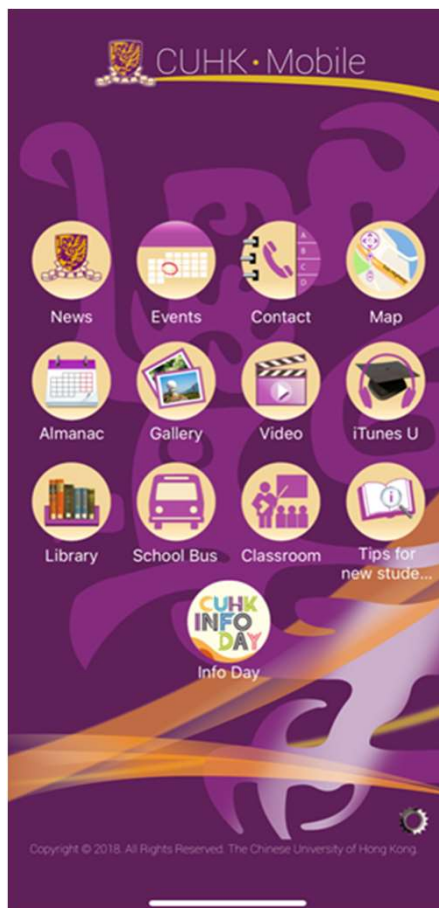 CUHK·Mobile
News
Events
Contact
Map
Almanac
Gallery
Video
iTunes U
Library
School Bus
Classroom
Tips for
new stude...
CUHK
INFO
DAY
Info Day
Copyright © 2018. All Rights Reserved. The Chinese University of Hong Kong.